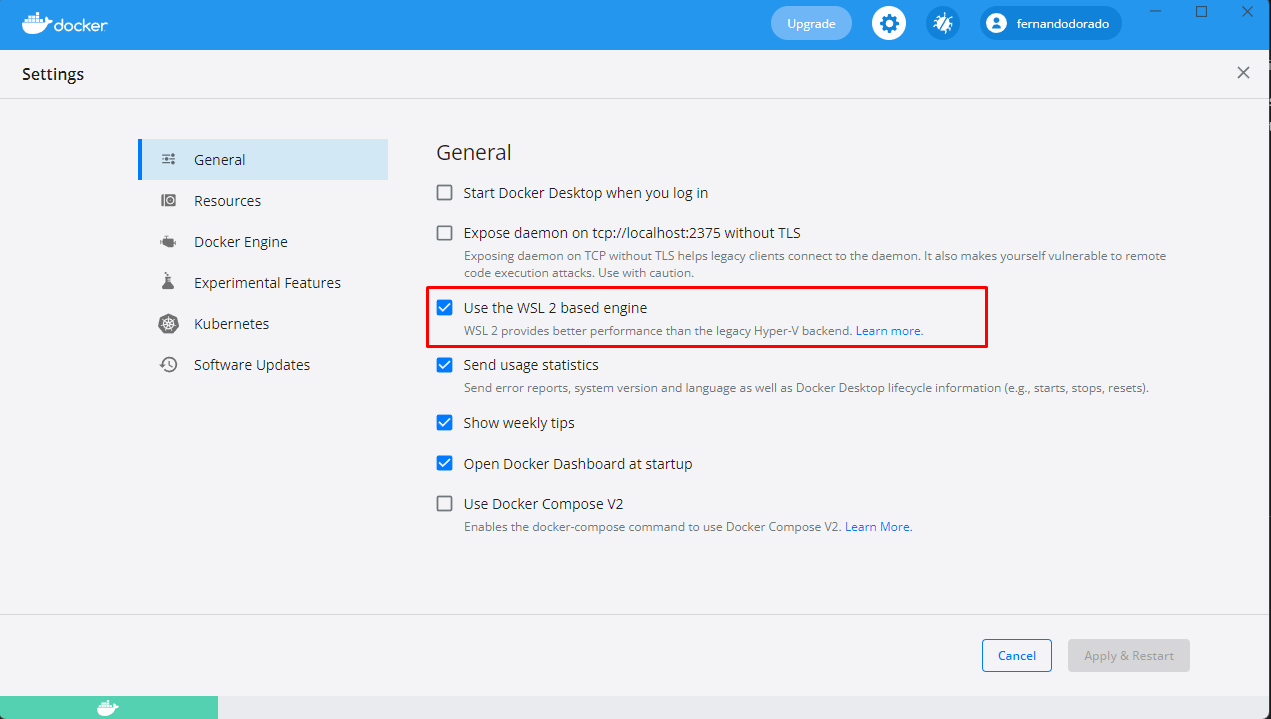 docker
Upgrade
fernandodorado
Settings
General
Resources
Docker Engine
Experimental Features
Kubernetes
Software Updates
General
Start Docker Desktop when you log in
Expose daemon on tcp://localhost:2375 without TLS
Exposing daemon on TCP without TLS helps legacy clients connect to the daemon. It also makes yourself vulnerable to remote
code execution attacks. Use with caution.
Use the WSL 2 based engine
WSL 2 provides better performance than the legacy Hyper-V backend. Learn more.
Send usage statistics
Send error reports, system version and language as well as Docker Desktop lifecycle information (e.g., starts, stops, resets).
Show weekly tips
Open Docker Dashboard at startup
Use Docker Compose V2
Enables the docker-compose command to use Docker Compose V2. Learn More.
Cancel
Apply & Restart